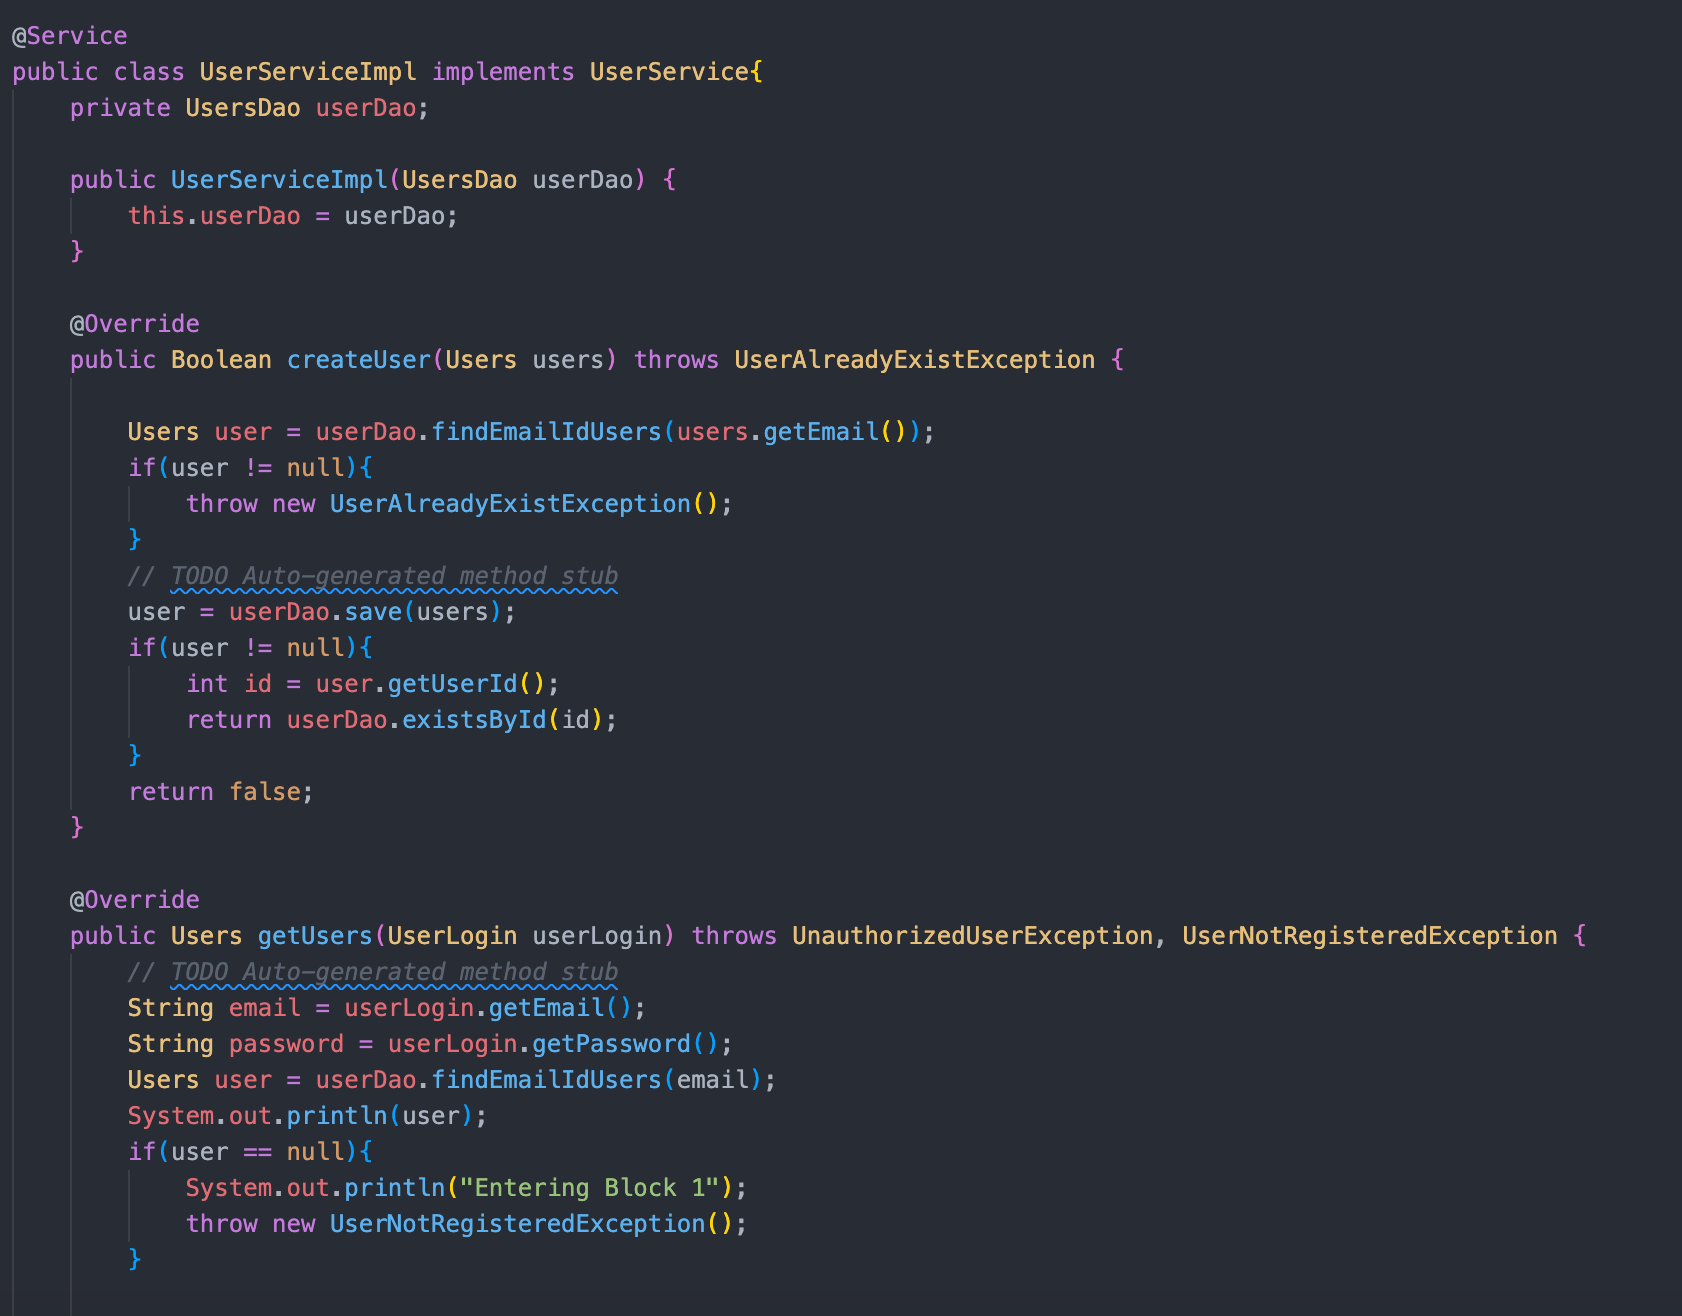 @Service
public class UserServiceImpl implements UserService{
    private UsersDao userDao;

    public UserServiceImpl(UsersDao userDao) {
        this.userDao = userDao;
    }

    @Override
    public Boolean createUser(Users users) throws UserAlreadyExistException {

        Users user = userDao.findEmailIdUsers(users.getEmail());
        if(user != null){
            throw new UserAlreadyExistException();
        }
        // TODO Auto-generated method stub
        user = userDao.save(users);
        if(user != null){
            int id = user.getUserId();
            return userDao.existsById(id);
        }
        return false;
    }

    @Override
    public Users getUsers(UserLogin userLogin) throws UnauthorizedUserException, UserNotRegisteredException {
        // TODO Auto-generated method stub
        String email = userLogin.getEmail();
        String password = userLogin.getPassword();
        Users user = userDao.findEmailIdUsers(email);
        System.out.println(user);
        if(user == null){
            System.out.println("Entering Block 1");
            throw new UserNotRegisteredException();
        }